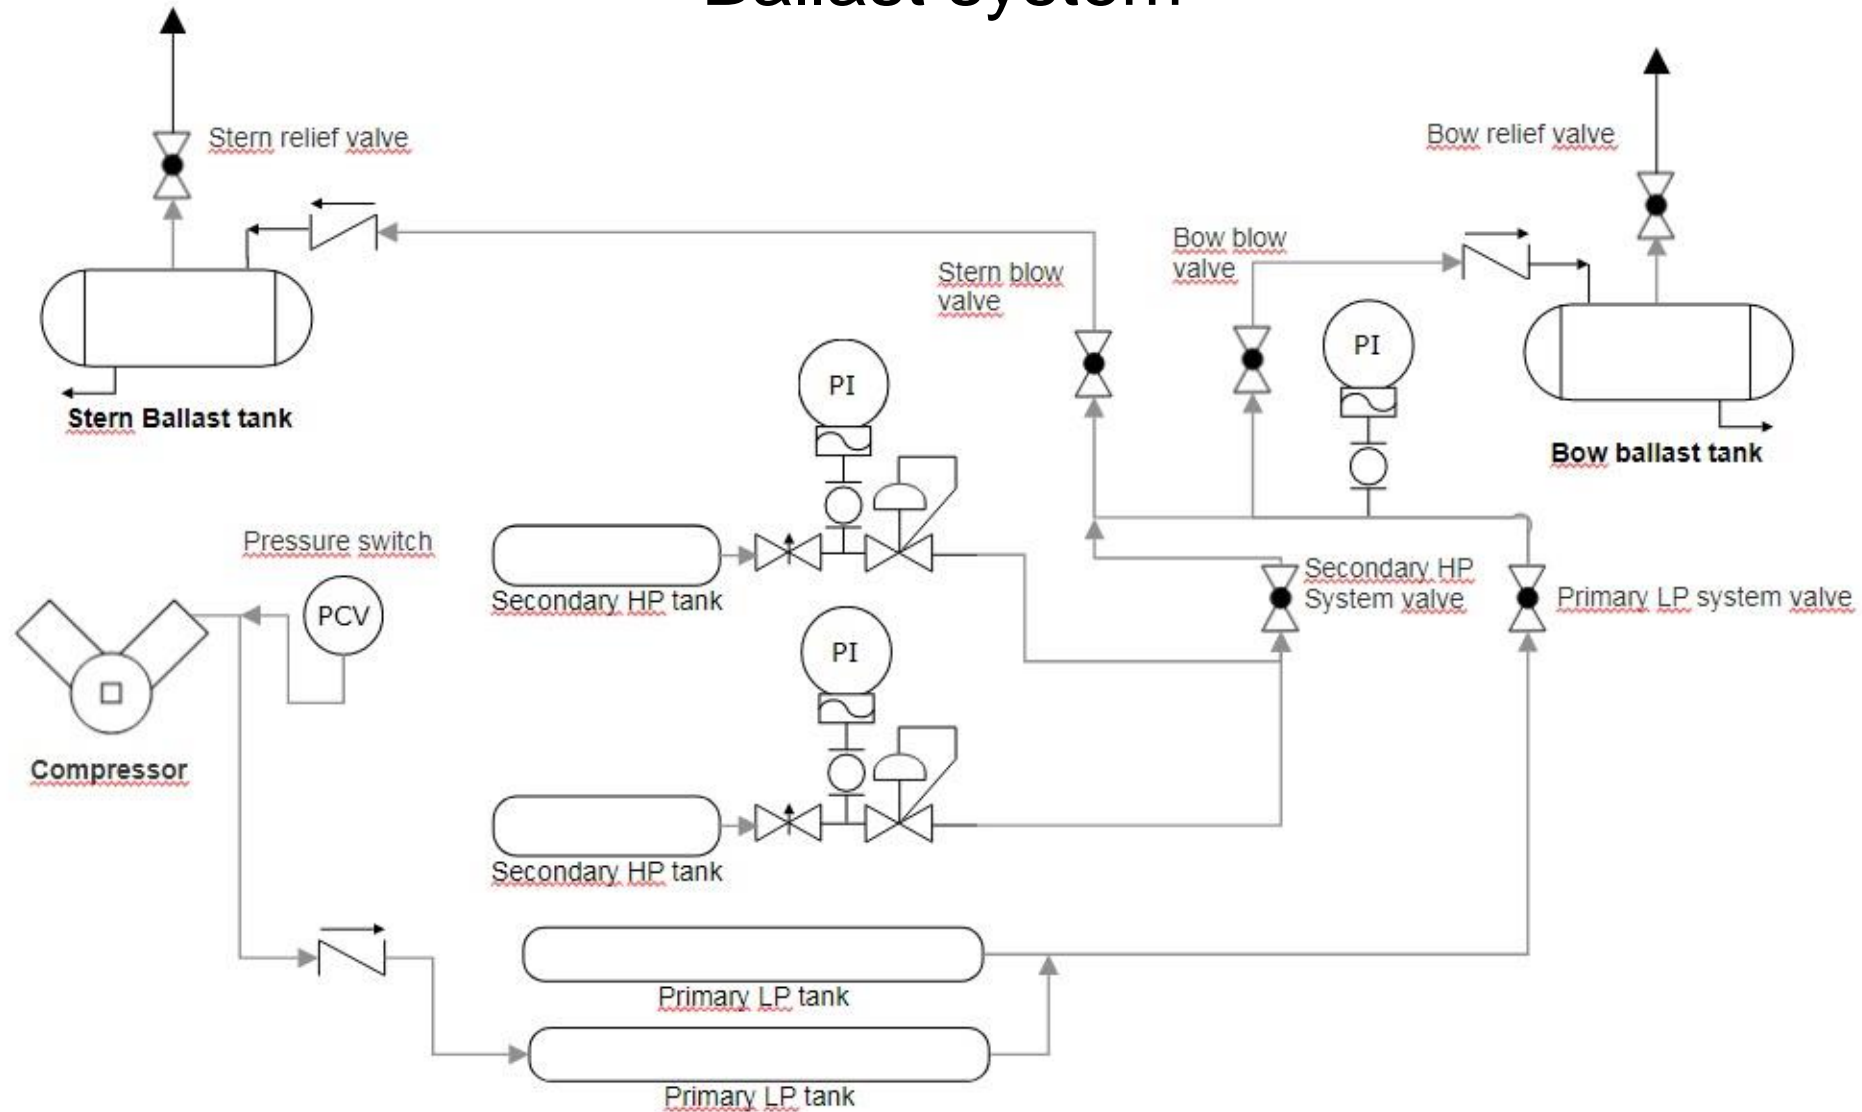 Ballast system
Stern relief valve
Bow relief valve
Bow blow
valve
Stern blow
valve
PI
PI
Stern Ballast tank
Bow ballast tank
Pressure switch
Secondary HP
System valve
Primary LP system valve
Secondary HP tank
PCV
PI
Compressor
Secondary HP tank
Primary LP tank
Primary LP tank